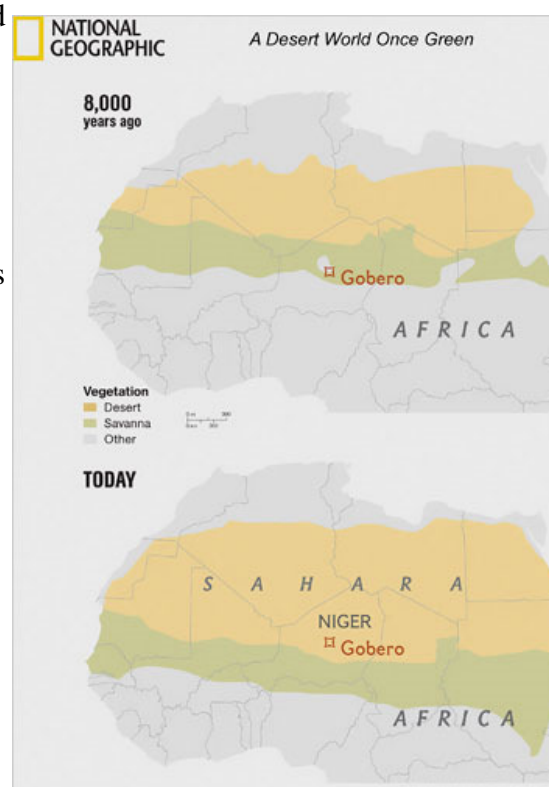 d
NATIONAL
GEOGRAPHIC
A Desert World Once Green
8,000
years ago
s
Gobero
AFRICA
Vegetation
Desert
Savanna
Other
TODAY
SAHARA
NIGER
Gobero
AFRICA